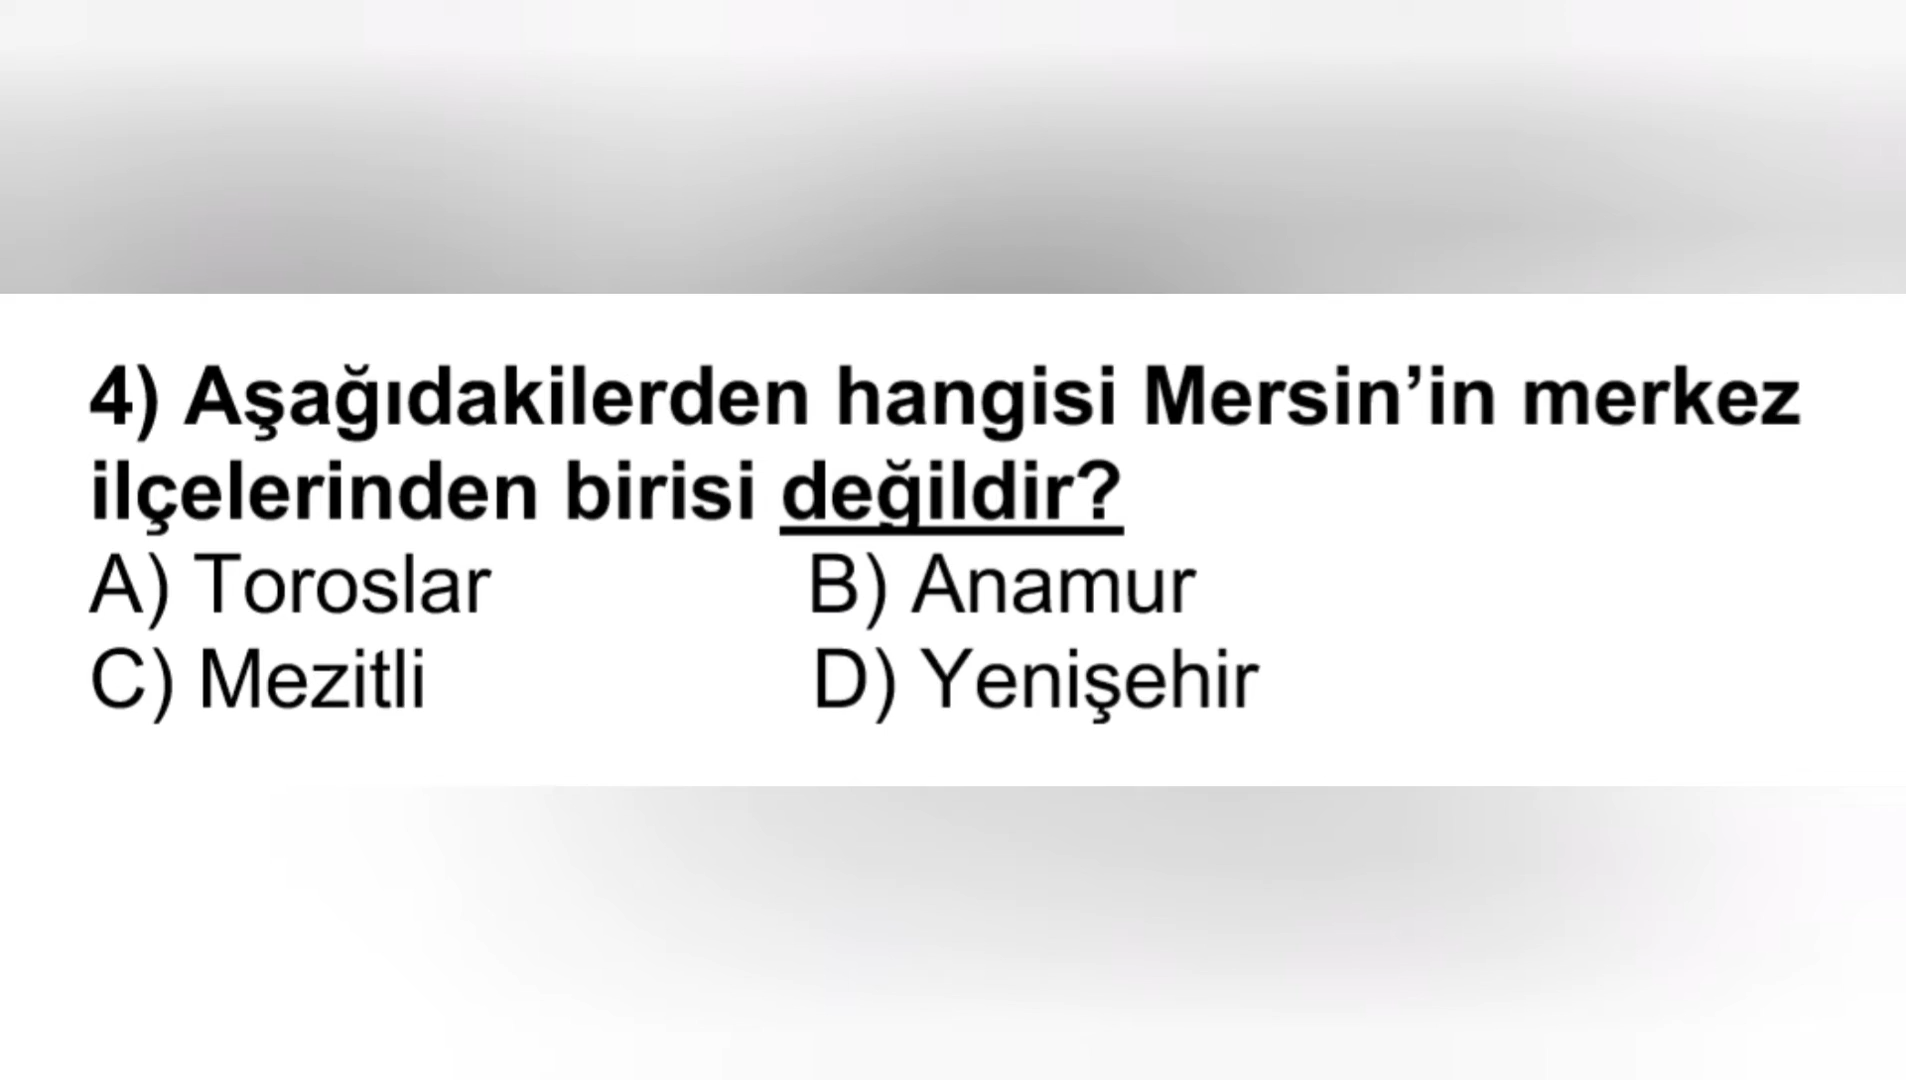 4) Aşağıdakilerden hangisi Mersin’in merkez
ilçelerinden birisi değildir?
A) Toroslar B) Anamur
C) Mezitli D) Yenişehir